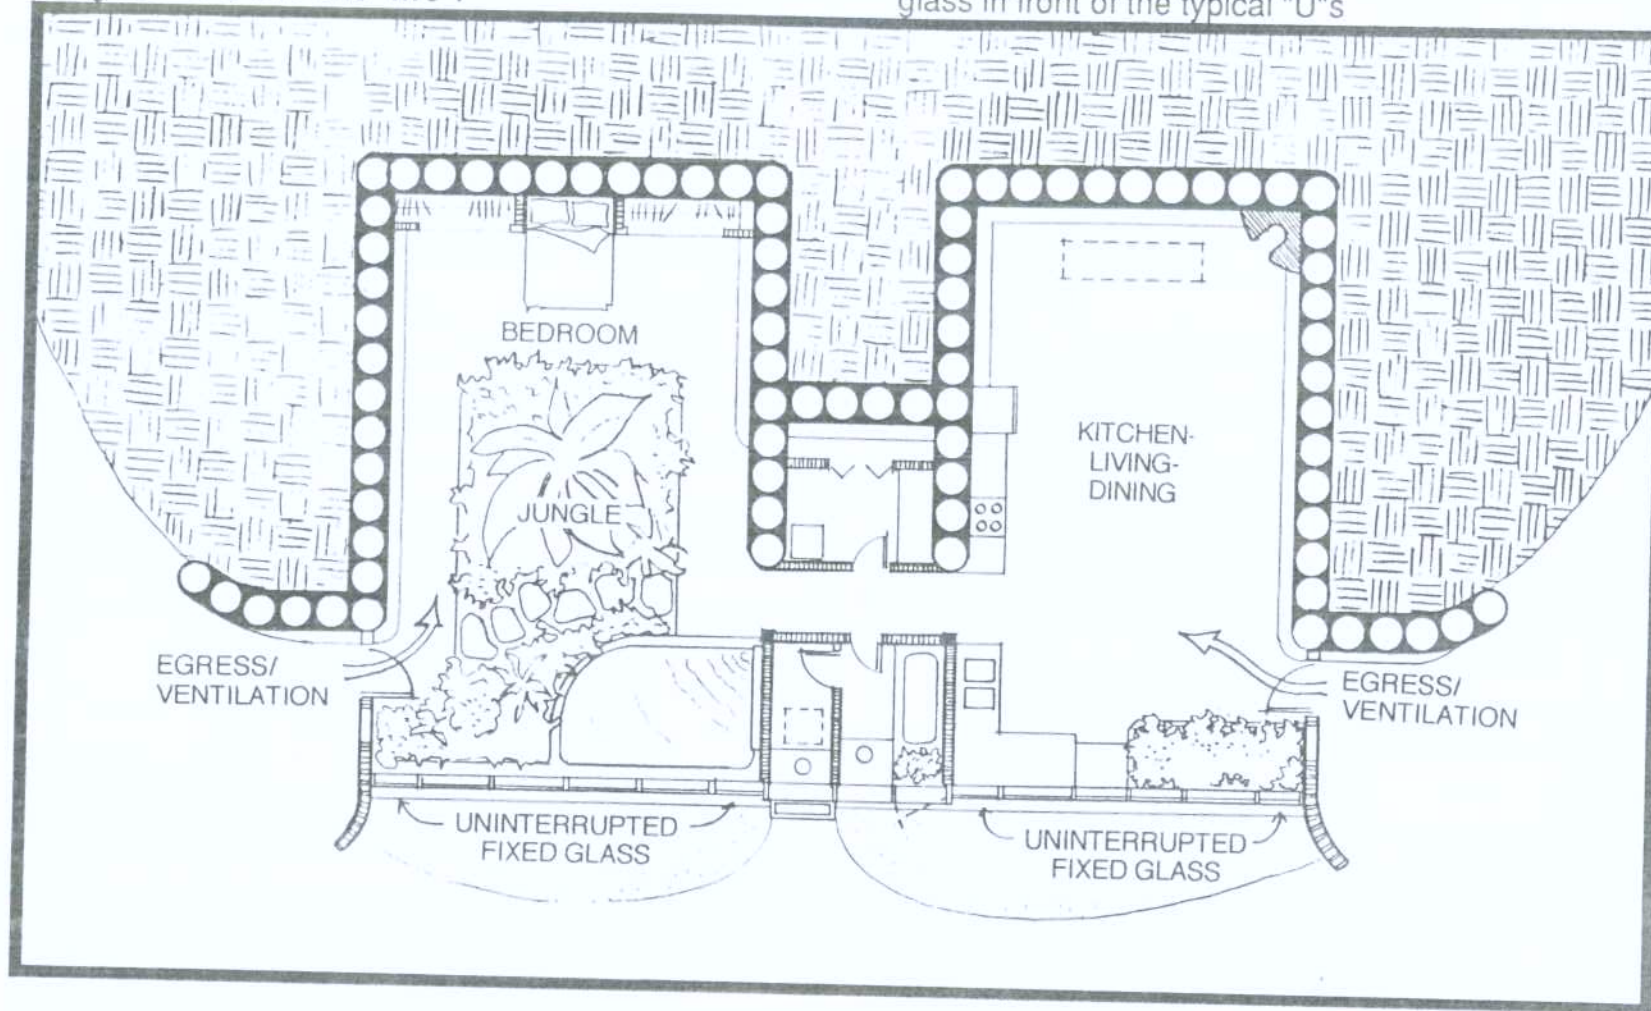 glass in front of the typical "U"s
BEDROOM
JUNGLE
KITCHEN-
LIVING-
DINING
EGRESS/
VENTILATION
EGRESS/
VENTILATION
UNINTERRUPTED
FIXED GLASS
UNINTERRUPTED
FIXED GLASS